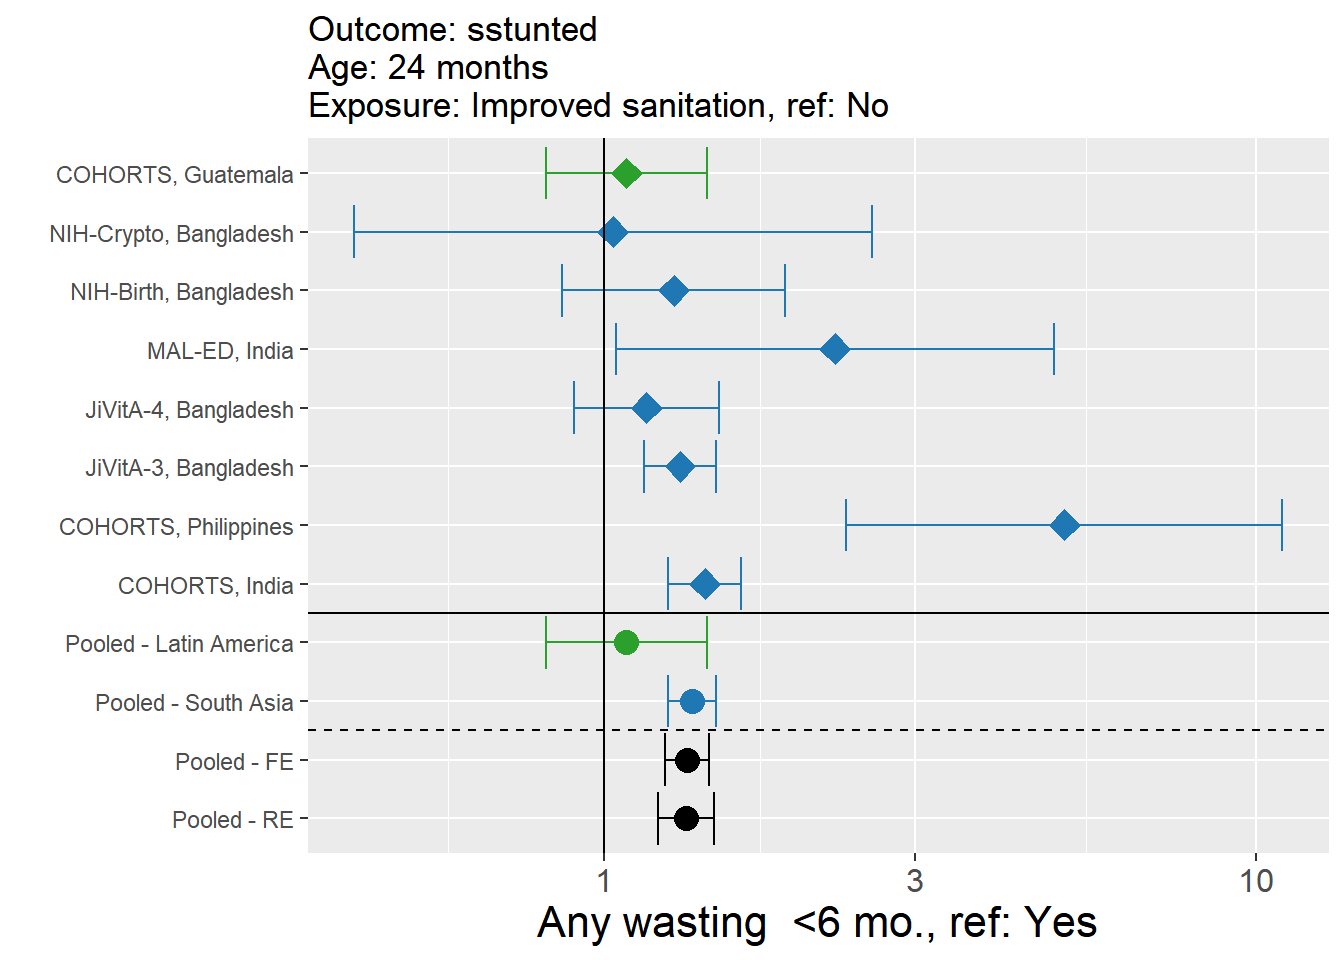 Outcome: sstunted
Age: 24 months
Exposure: Improved sanitation, ref: No
COHORTS, Guatemala
NIH-Crypto, Bangladesh
NIH-Birth, Bangladesh
MAL-ED, India
JiVitA-4, Bangladesh
JiVitA-3, Bangladesh
COHORTS, Philippines
COHORTS, India
Pooled - Latin America
Pooled - South Asia
Pooled - FE
Pooled - RE
1 3 10
Any wasting  <6 mo., ref: Yes